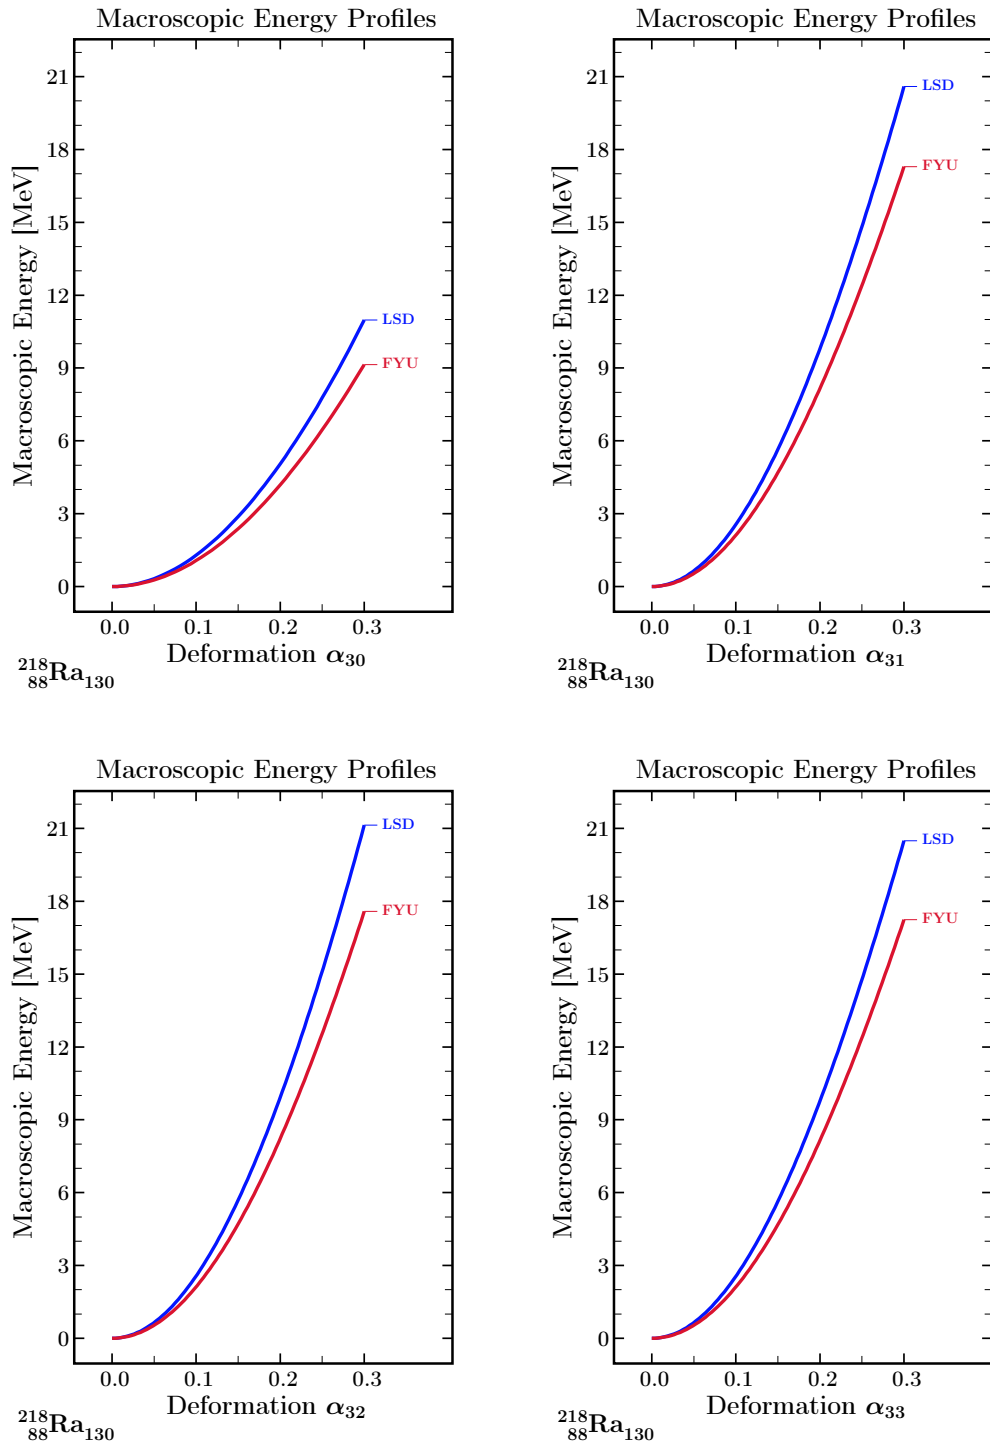 Macroscopic Energy Profiles
Macroscopic Energy [MeV]
21
18
15
12
9
6
3
0
LSD
FYU
0.0 0.1 0.2 0.3
Deformation α30
218 88Ra130
Macroscopic Energy Profiles
Macroscopic Energy [MeV]
21
18
15
12
9
6
3
0
LSD
FYU
0.0 0.1 0.2 0.3
Deformation α31
218 88Ra130
Macroscopic Energy Profiles
Macroscopic Energy [MeV]
21
18
15
12
9
6
3
0
LSD
FYU
0.0 0.1 0.2 0.3
Deformation α32
218 88Ra130
Macroscopic Energy Profiles
Macroscopic Energy [MeV]
21
18
15
12
9
6
3
0
LSD
FYU
0.0 0.1 0.2 0.3
Deformation α33
218 88Ra130